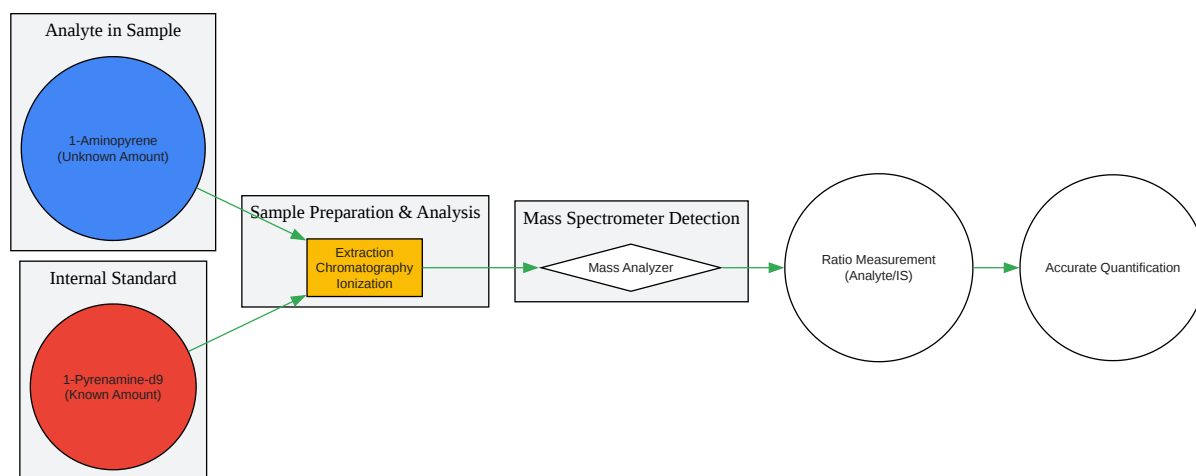 Analyte in Sample
1-Aminopyrene
(Unknown Amount)
Internal Standard
1-Pyrenamine-d9
(Known Amount)
Sample Preparation & Analysis
Extraction
Chromatography
Ionization
Mass Spectrometer Detection
Mass Analyzer
Ratio Measurement
(Analyte/IS)
Accurate Quantification